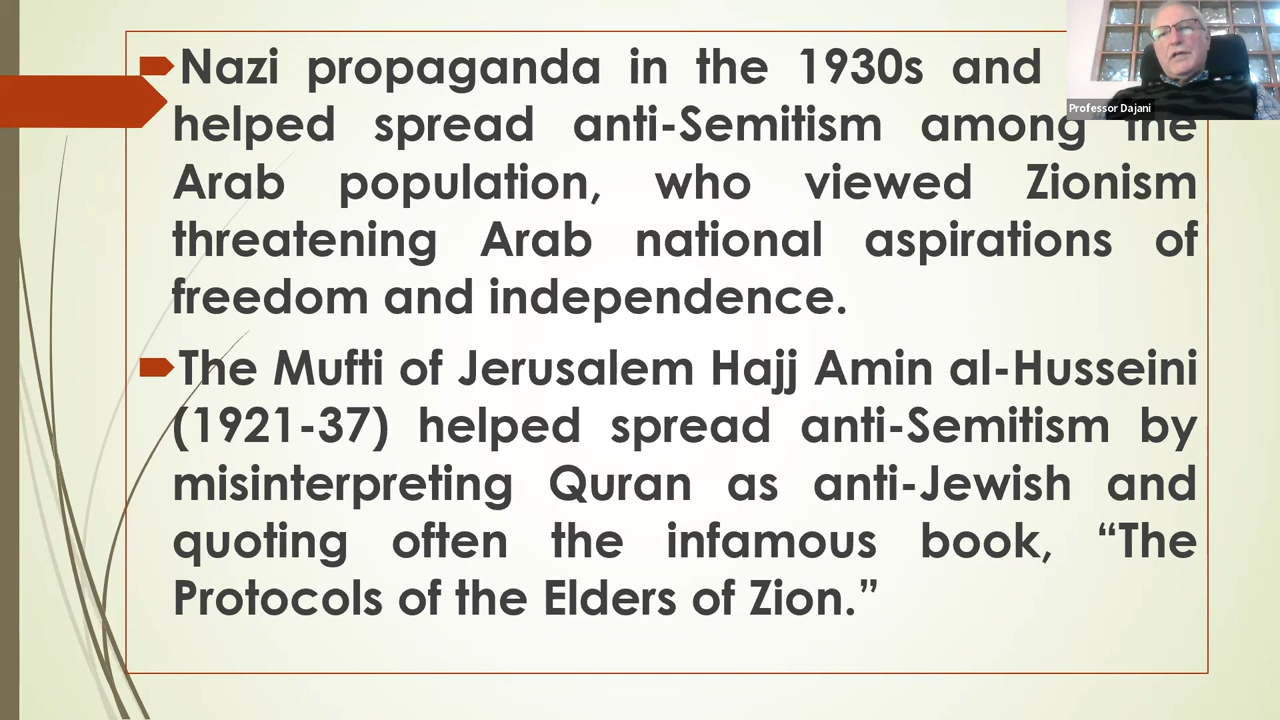 Nazi propaganda in the 1930s and
helped spread anti-Semitism among the
Arab population, who viewed Zionism
threatening Arab national aspirations of
freedom and independence.
The Mufti of Jerusalem Hajj Amin al-Husseini
(1921-37) helped spread anti-Semitism by
misinterpreting Quran as anti-Jewish and
quoting often the infamous book, “The
Protocols of the Elders of Zion.”
Professor Dajani